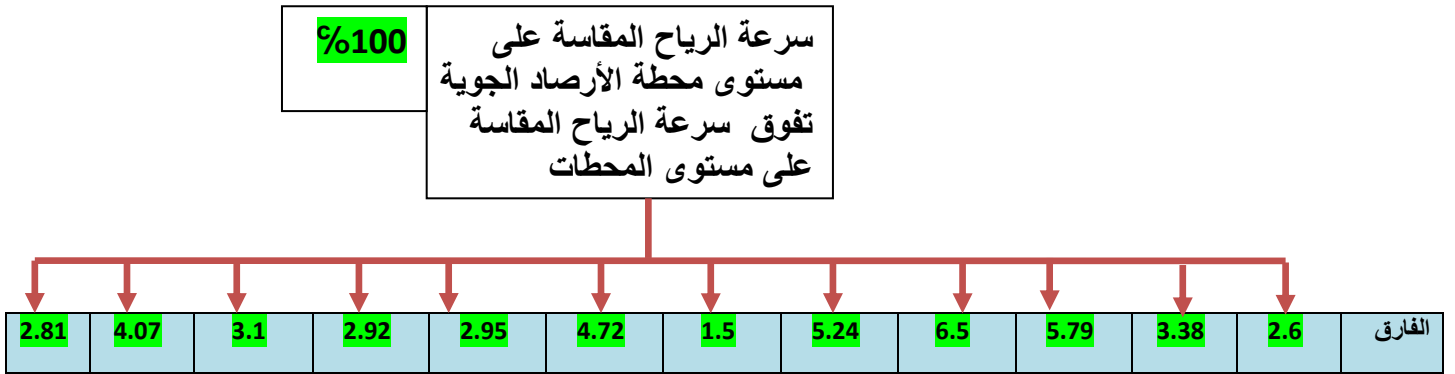 سرعة الرياح المقاسة على
مستوى محطة الأرصاد الجوية
تفوق سرعة الرياح المقاسة
على مستوى المحطات
%100
الفارق 2.6 3.38 5.79 6.5 5.24 1.5 4.72 2.95 2.92 3.1 4.07 2.81